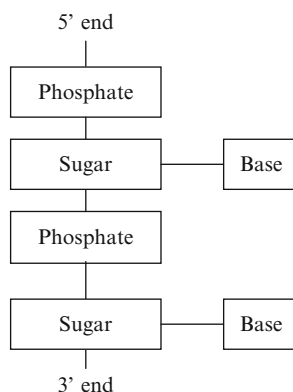 5’ end
Phosphate
Sugar Base
Phosphate
Sugar Base
3’ end